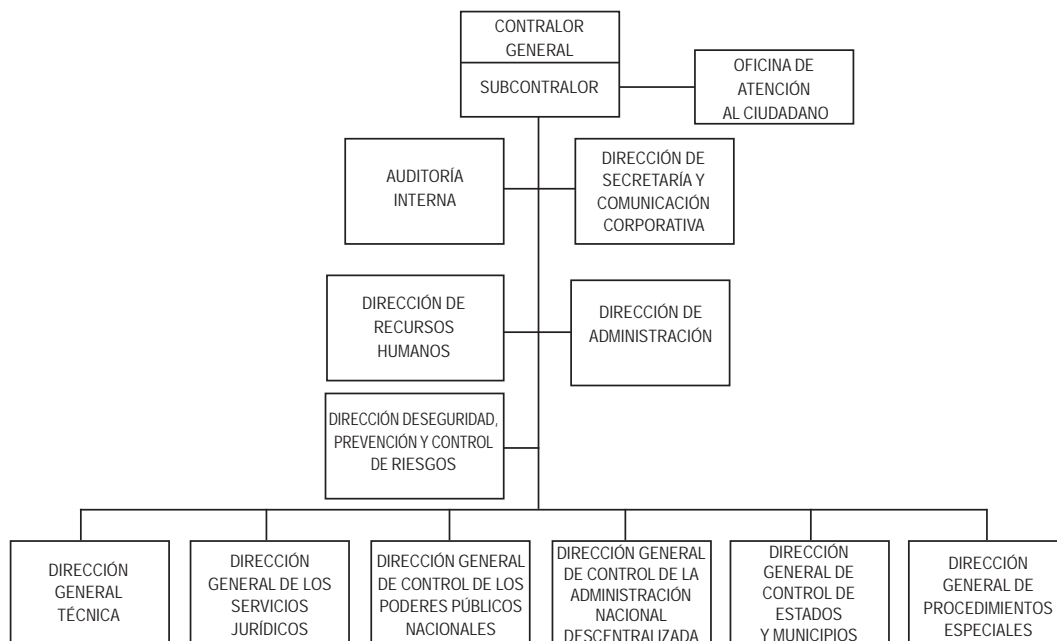 CONTRALOR
GENERAL
SUBCONTRALOR
OFICINA DE
ATENCIÓN
AL CIUDADANO
AUDITORÍA
INTERNA
DIRECCIÓN DE
SECRETARÍA Y
COMUNICACIÓN
CORPORATIVA
DIRECCIÓN DE
RECURSOS
HUMANOS
DIRECCIÓN DE
ADMINISTRACIÓN
DIRECCIÓN DESEGURIDAD,
PREVENCIÓN Y CONTROL
DE RIESGOS
DIRECCIÓN
GENERAL
TÉCNICA
DIRECCIÓN
GENERAL DE LOS
SERVICIOS
JURÍDICOS
DIRECCIÓN GENERAL
DE CONTROL DE LOS
PODERES PÚBLICOS
NACIONALES
DIRECCIÓN GENERAL
DE CONTROL DE LA
ADMINISTRACIÓN
NACIONAL
DESCENTRALIZADA
DIRECCIÓN
GENERAL DE
CONTROL DE
ESTADOS
Y MUNICIPIOS
DIRECCIÓN
GENERAL DE
PROCEDIMIENTOS
ESPECIALES